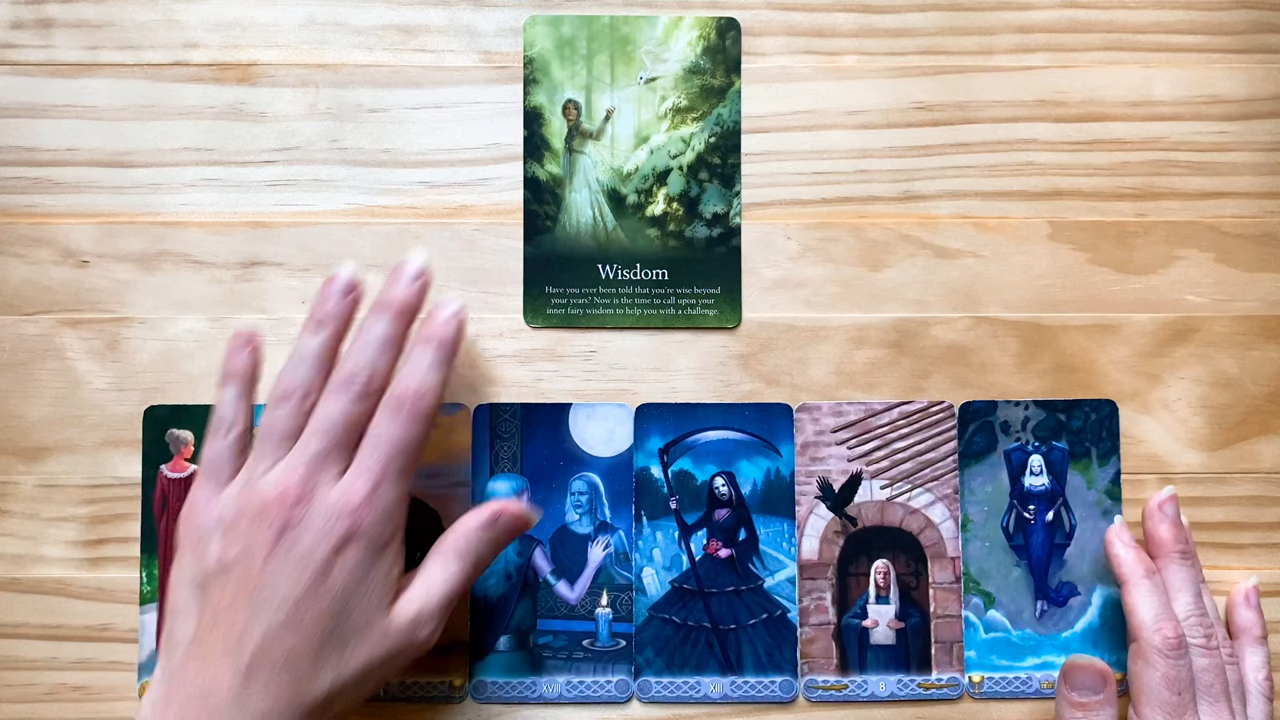 Wisdom
Have you ever been told that you're wise beyond
your years? Now is the time to call upon your
inner fairy wisdom to help you with a challenge.
XVIII
XIII
8